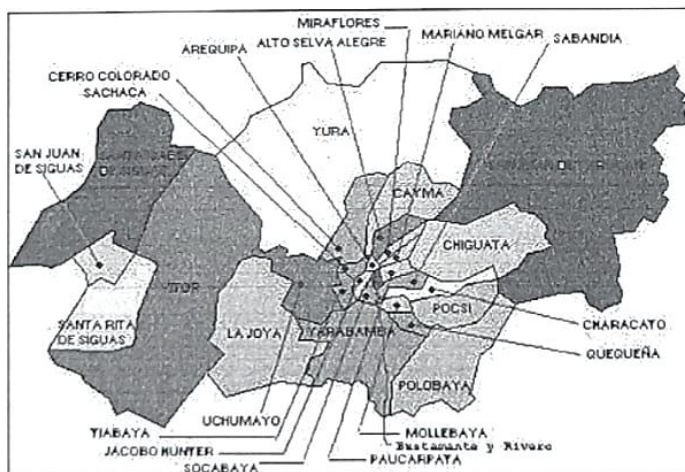 MIRAFLORES
AREQUIPA
ALTO SELVA ALEGRE
MARIANO MELGAR
SABANDIA
CERRO COLORADO
SACHACA
YURA
SAN JUAN
DE SIGUAS
CAYMA
CHIGUATA
POCSI
SANTA RITA
DE SIGUAS
LA JOYA
YARABAMBA
CHARACATO
QUEQUEÑA
POLOBAYA
UCHUMAYO
TIABAYA
JACOBO HUNTER
SOCABAYA
MOLLEBAYA
Bustamante y Rivero
PAUCARPATA